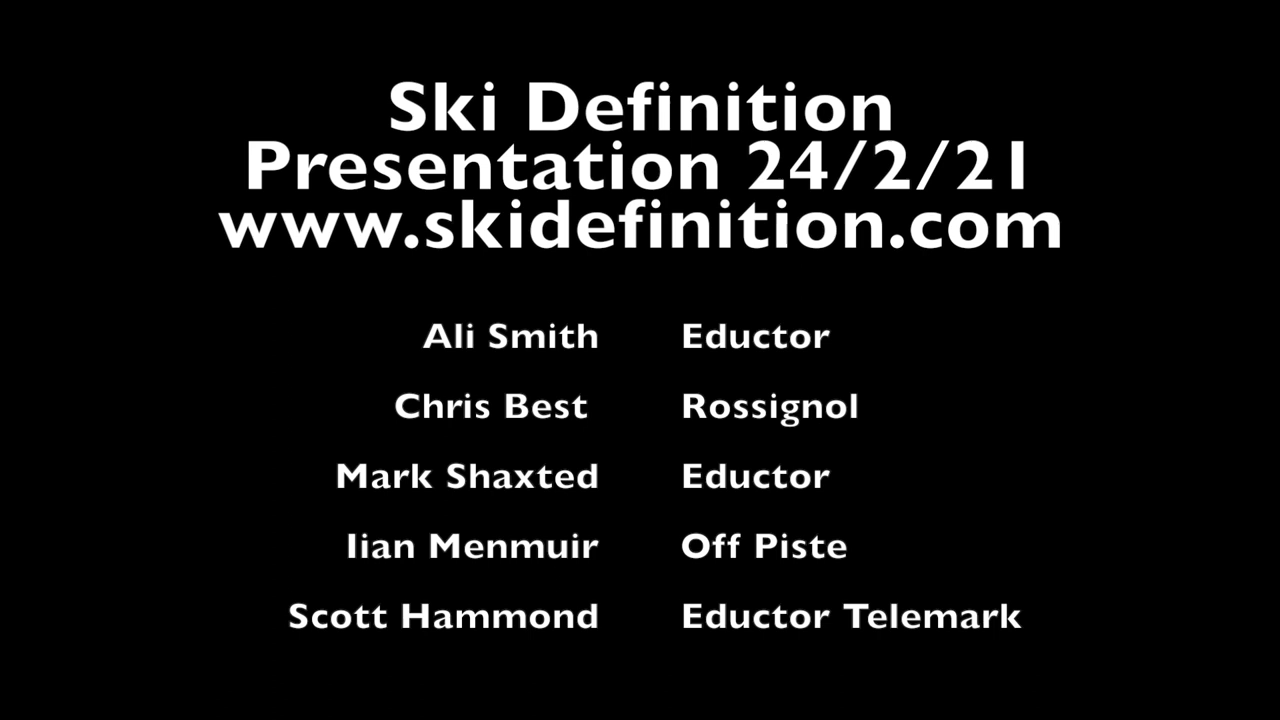 Ski Definition
Presentation 24/2/21
www.skidefinition.com
Ali Smith Eductor
Chris Best Rossignol
Mark Shaxted Eductor
Iian Menmuir Off Piste
Scott Hammond Eductor Telemark